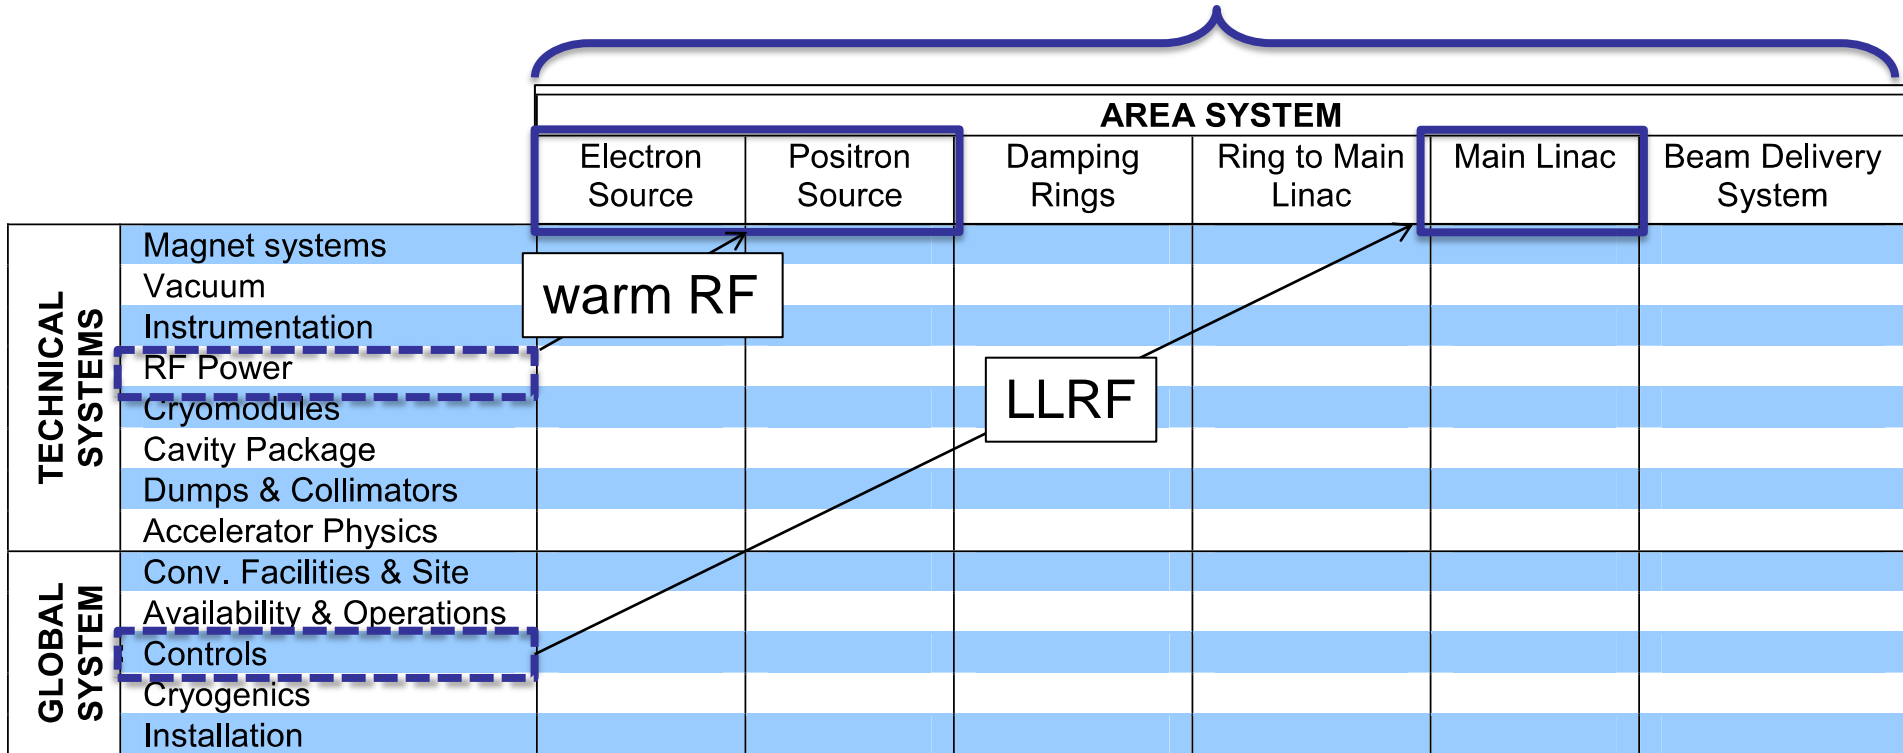 AREA SYSTEM
Electron Source
Positron Source
Damping Rings
Ring to Main Linac
Main Linac
Beam Delivery System
TECHNICAL SYSTEMS
Magnet systems
Vacuum
Instrumentation
RF Power
Cryomodules
Cavity Package
Dumps & Collimators
Accelerator Physics
warm RF
LLRF
GLOBAL SYSTEM
Conv. Facilities & Site
Availability & Operations
Controls
Cryogenics
Installation